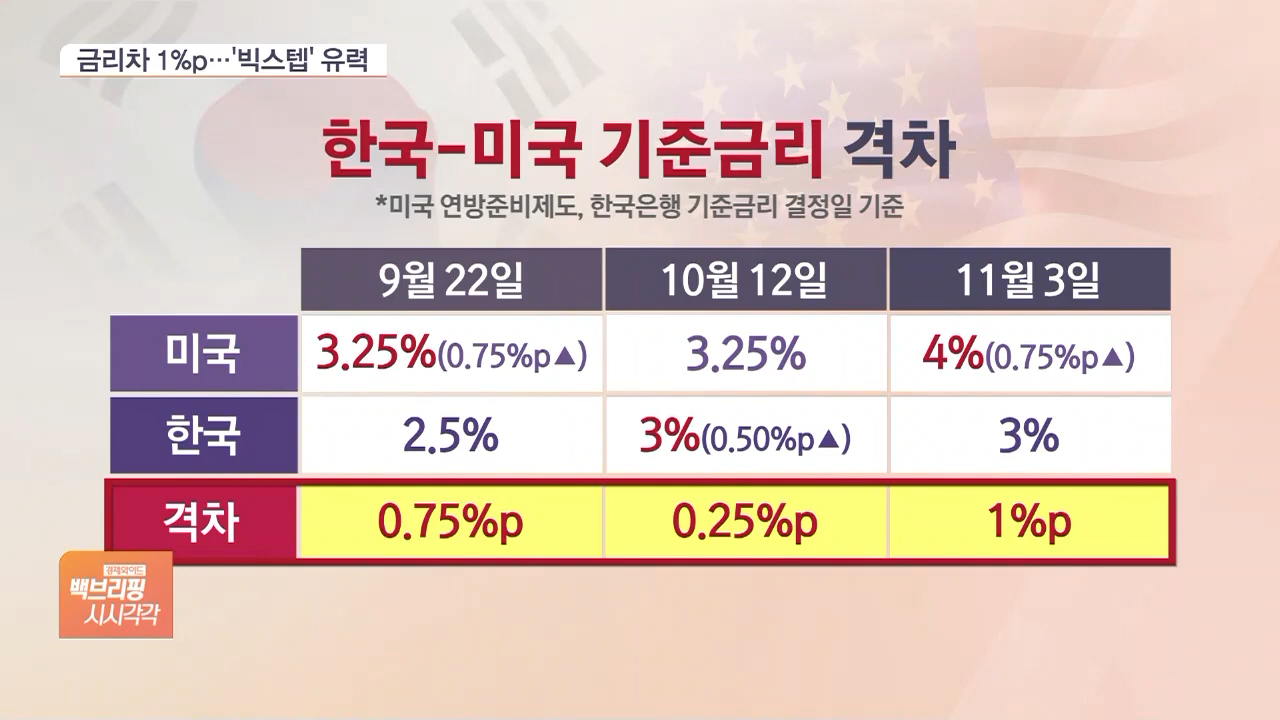 금리차 1%p…'빅스텝' 유력
한국-미국 기준금리 격차
*미국 연방준비제도, 한국은행 기준금리 결정일 기준
9월 22일 10월 12일 11월 3일
미국 3.25%(0.75%p▲) 3.25% 4%(0.75%p▲)
한국 2.5% 3%(0.50%p▲) 3%
격차 0.75%p 0.25%p 1%p
경제와이드
백브리핑
시시각각